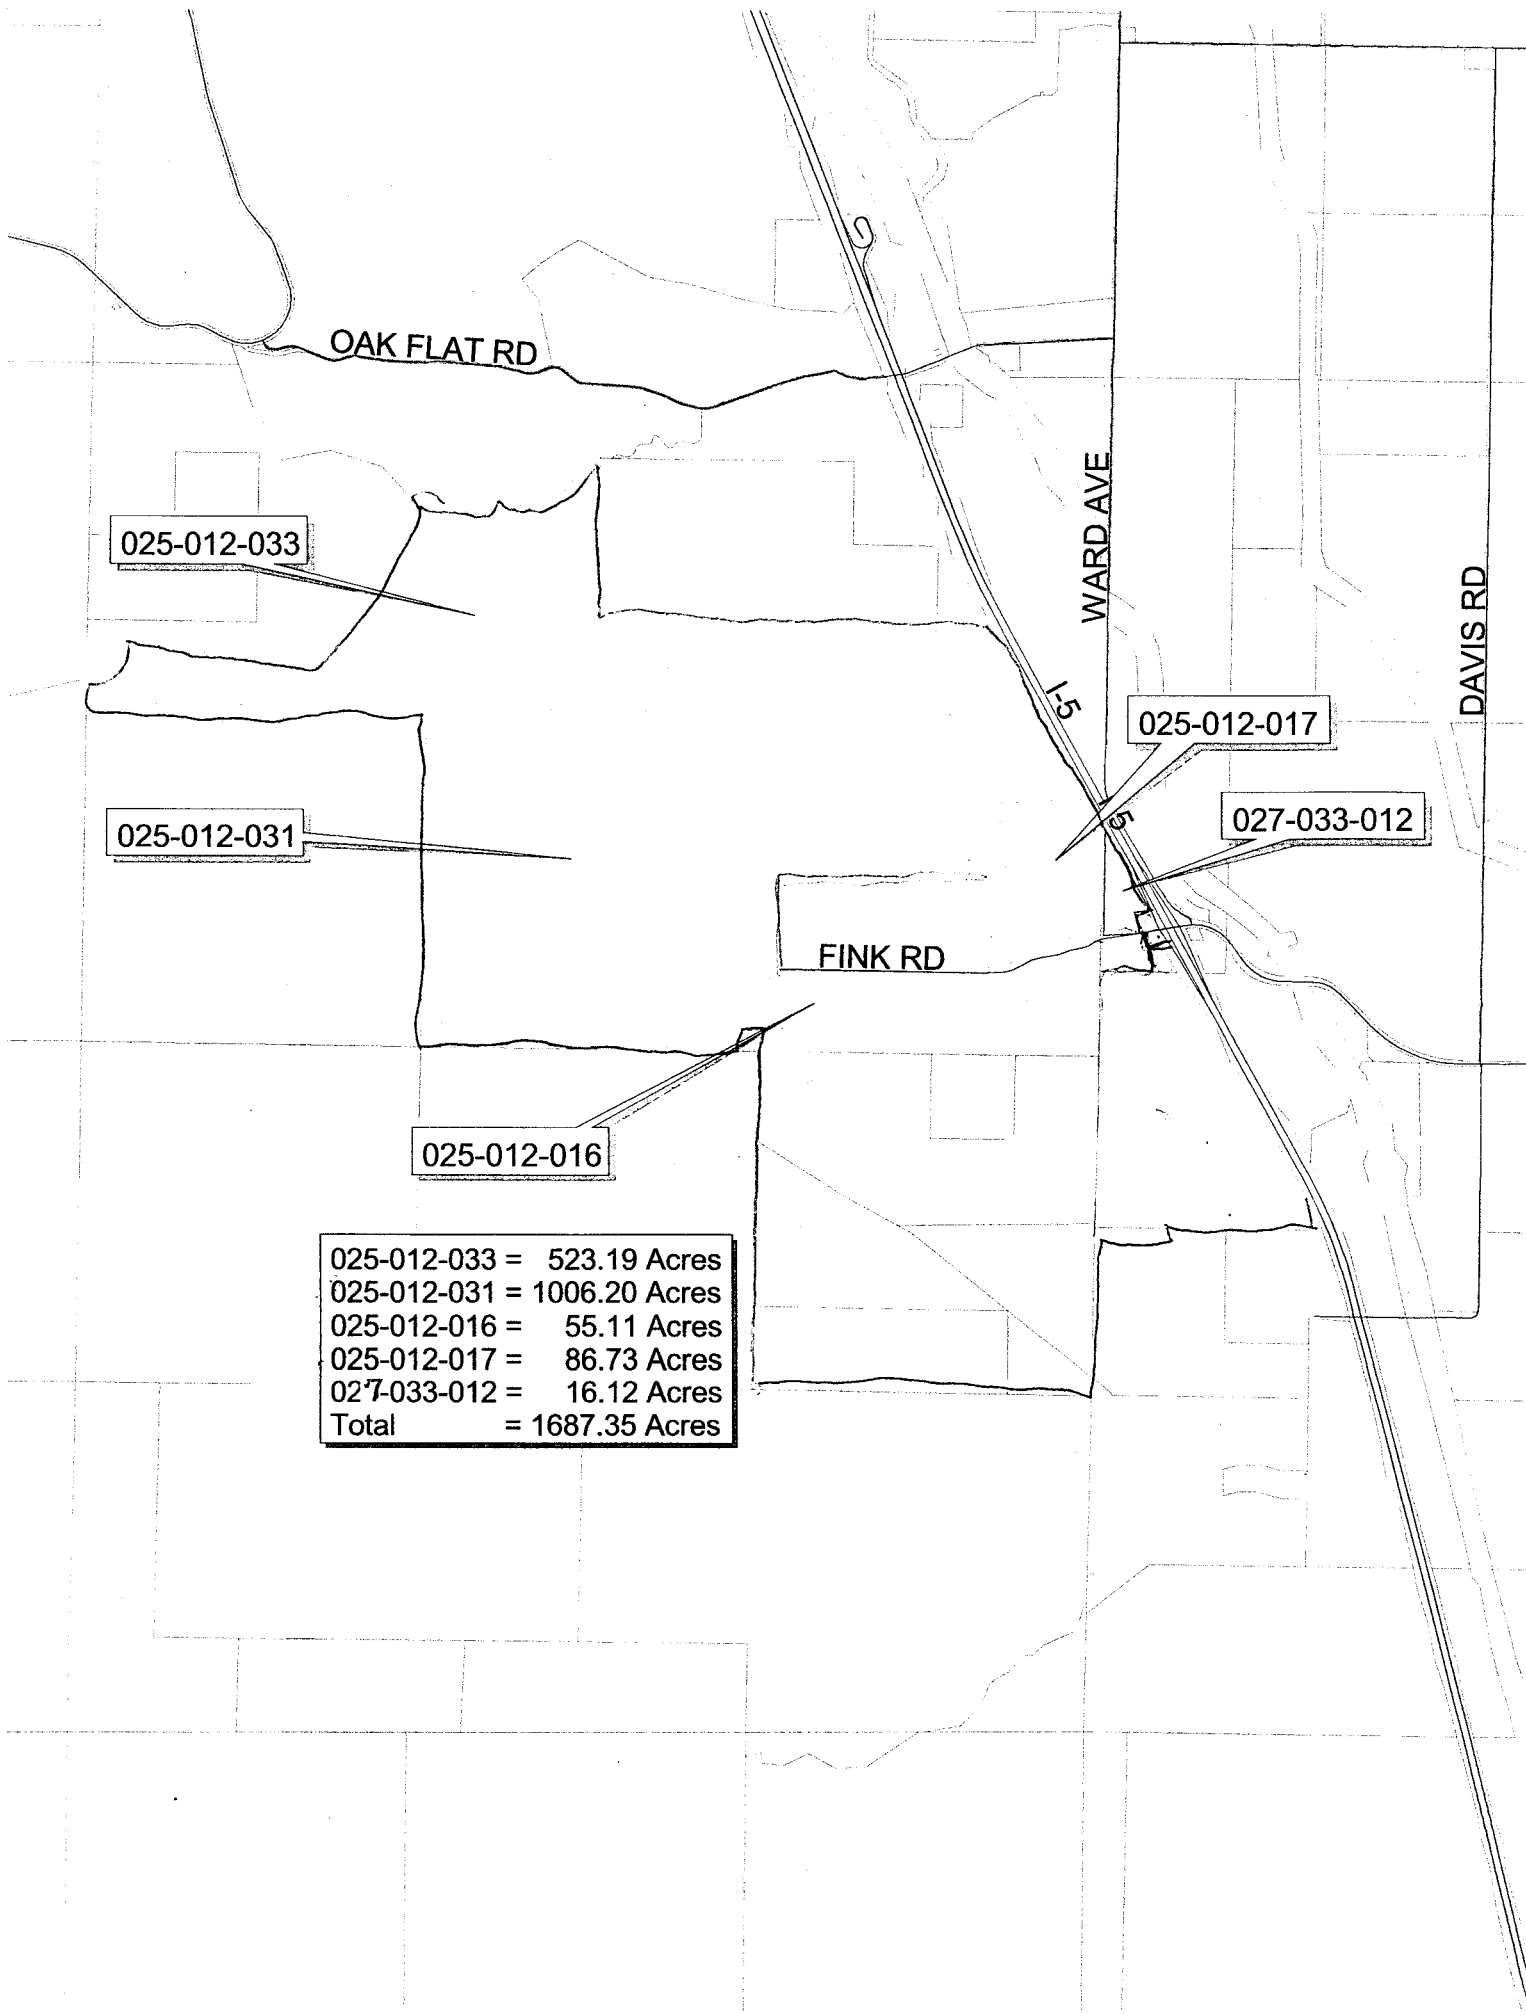 OAK FLAT RD
WARD AVE
025-012-033
DAVIS RD
I-5
025-012-017
027-033-012
025-012-031
5
FINK RD
025-012-016
025-012-033 = 523.19 Acres
025-012-031 = 1006.20 Acres
025-012-016 = 55.11 Acres
025-012-017 = 86.73 Acres
027-033-012 = 16.12 Acres
Total = 1687.35 Acres